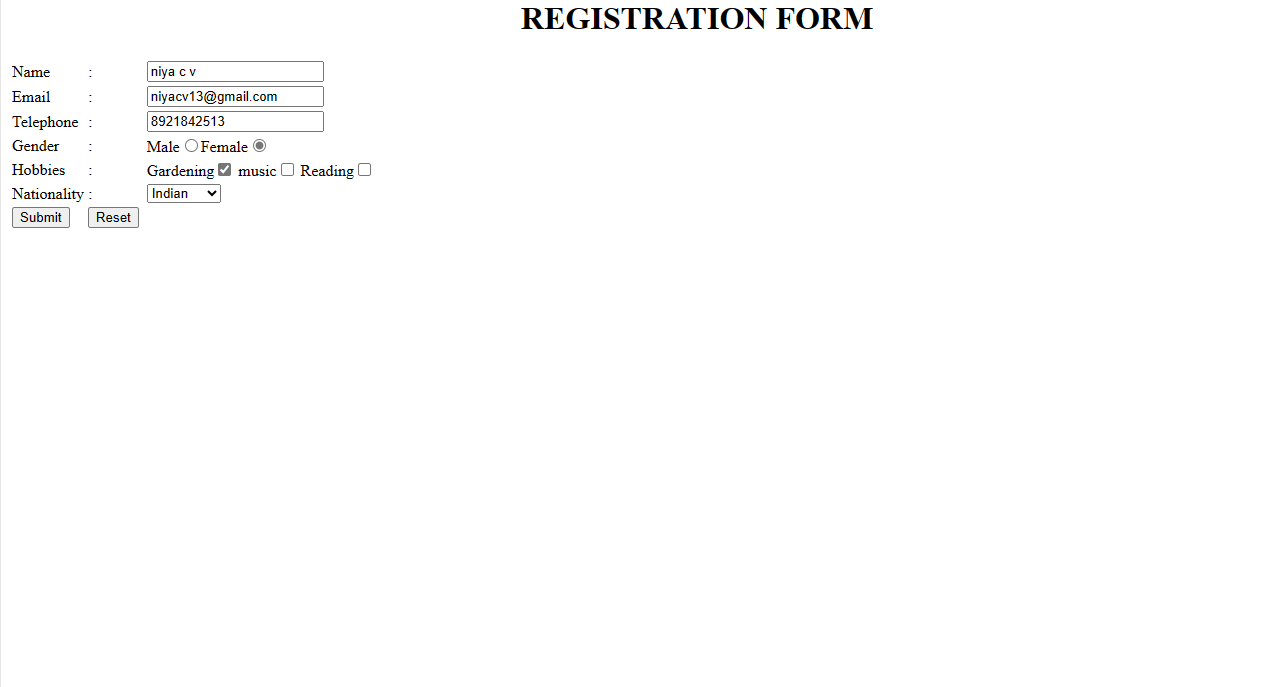 REGISTRATION FORM
Name : niya c v
Email : niyacv13@gmail.com
Telephone : 8921842513
Gender : Male Female
Hobbies : Gardening music Reading
Nationality : Indian
Submit Reset